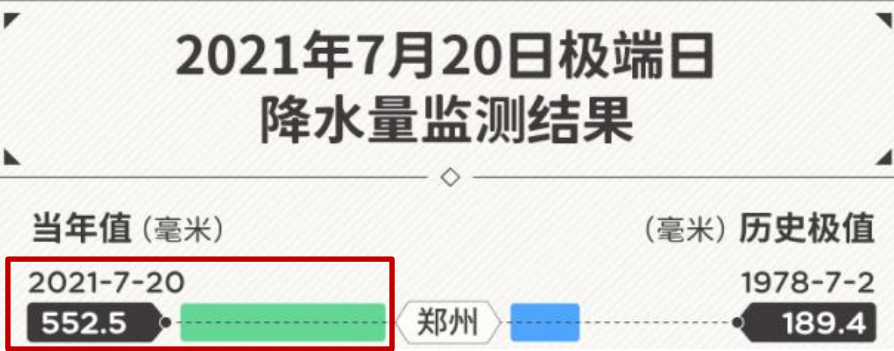 2021年7月20日极端日
降水量监测结果
当年值（毫米） （毫米）历史极值
2021-7-20 1978-7-2
552.5 郑州 189.4